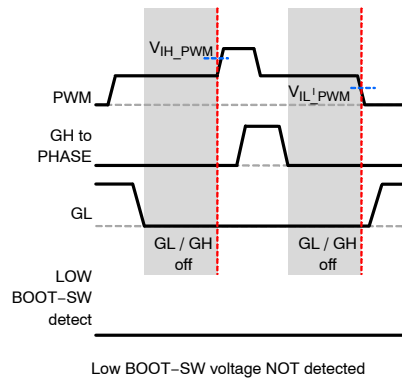 V_IH_PWM
PWM
V_IL_PWM
GH to
PHASE
GL
GL / GH
off
GL / GH
off
LOW
BOOT−SW
detect
Low BOOT−SW voltage NOT detected